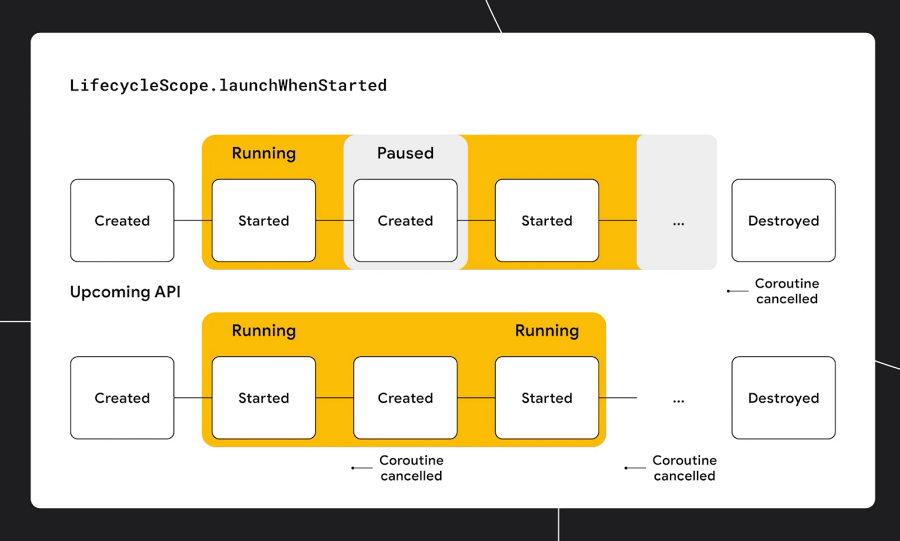 LifecycleScope.launchWhenStarted
Running
Paused
Created
Started
Created
Started
...
Destroyed
Coroutine
cancelled
Upcoming API
Running
Running
Created
Started
Created
Started
...
Destroyed
Coroutine
cancelled
Coroutine
cancelled